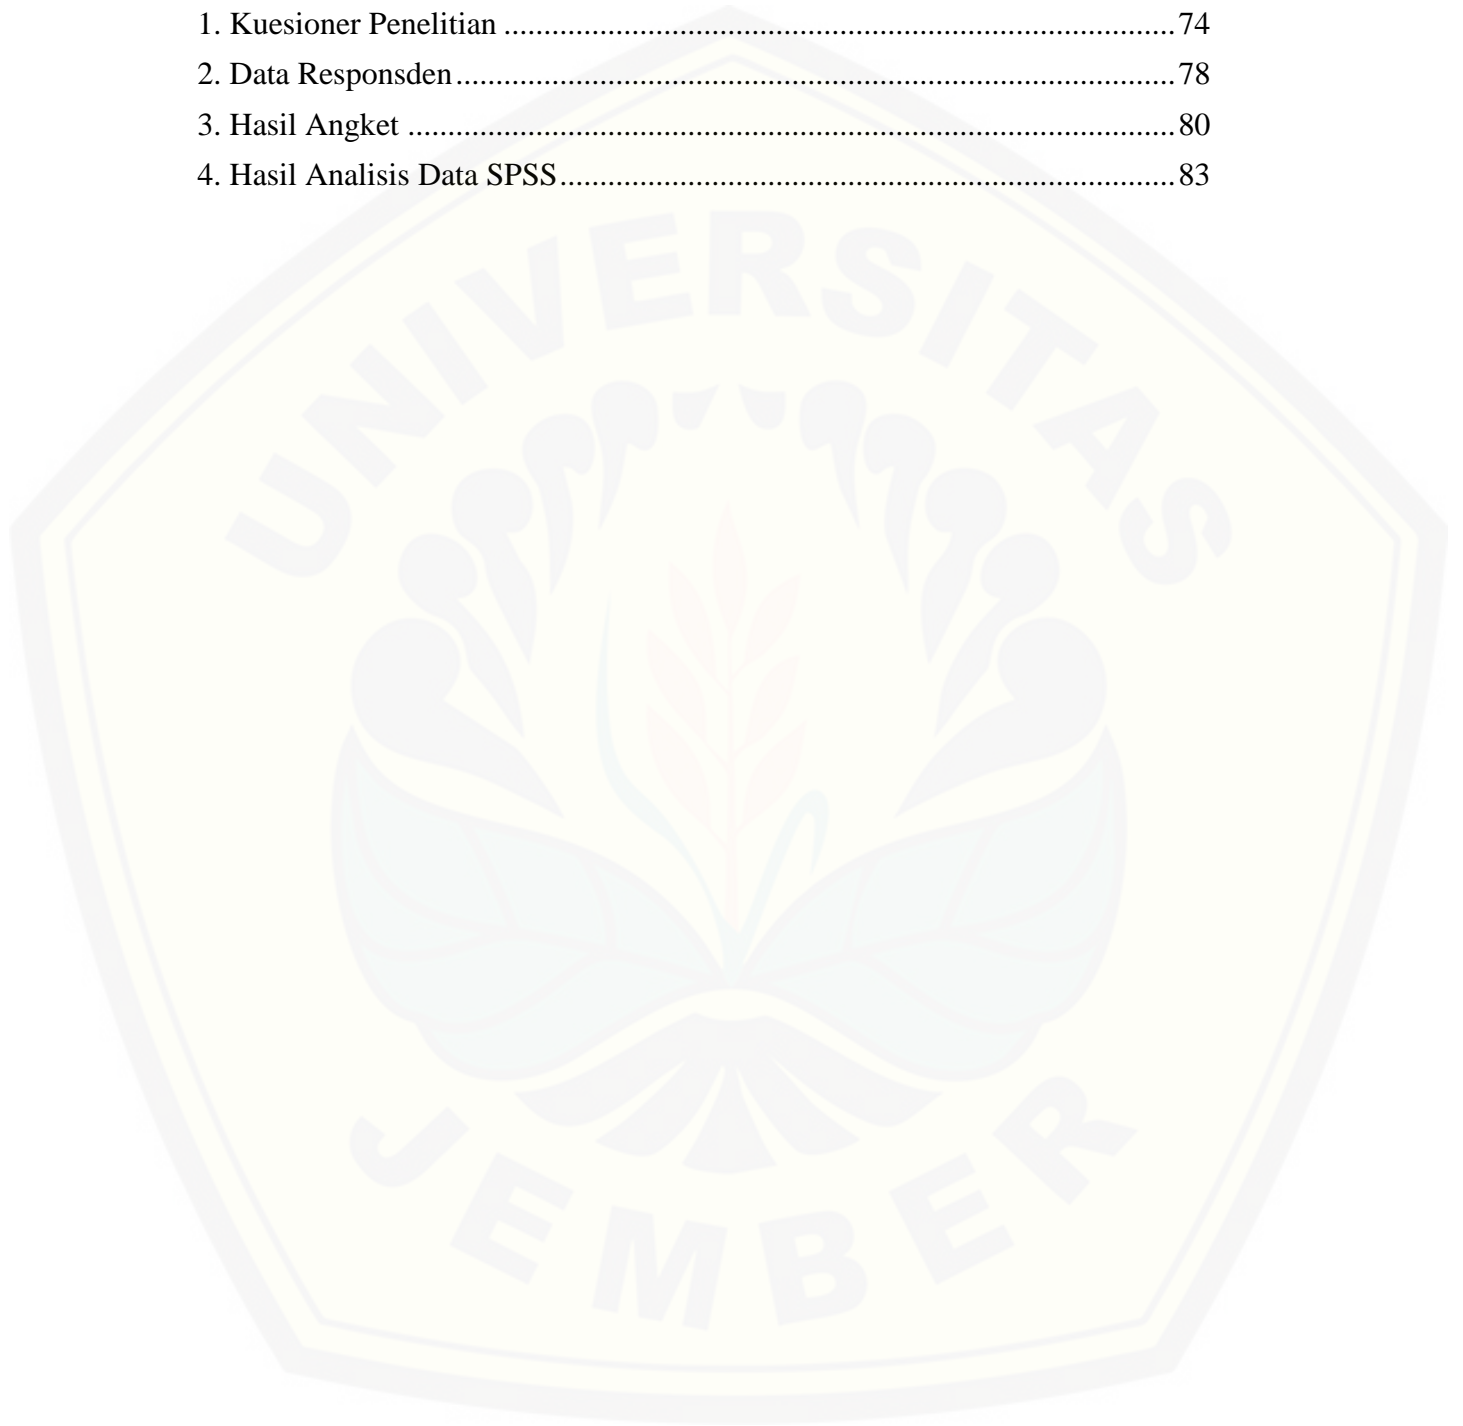 1. Kuesioner Penelitian ................................................................................... 74
2. Data Responsden ......................................................................................... 78
3. Hasil Angket ............................................................................................... 80
4. Hasil Analisis Data SPSS ............................................................................ 83
UNIVERSITAS
JEMBER